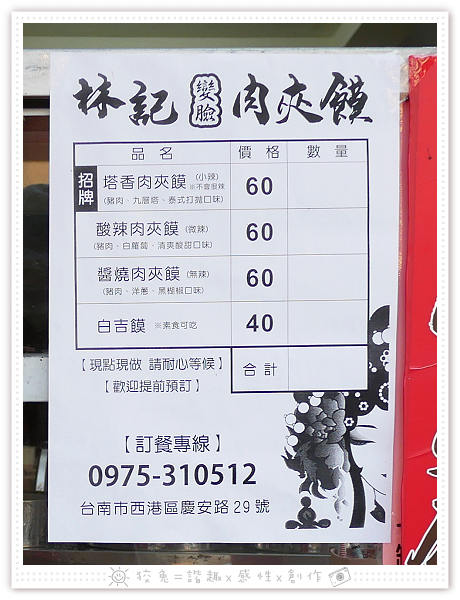 林記 變臉 肉夾饃
品名 價格 數量
招牌 塔香肉夾饃 (小辣) ※不會很辣 60
(豬肉、九層塔、泰式打拋口味)
酸辣肉夾饃 (微辣) 60
(豬肉、白蘿蔔、清爽酸甜口味)
醬燒肉夾饃 (無辣) 60
(豬肉、洋蔥、黑糊椒口味)
白吉饃 ※素食可吃 40
【現點現做 請耐心等候】 合計
【歡迎提前預訂】
【訂餐專線】
0975-310512
台南市西港區慶安路29號
狡兔=諧趣x感性x創作